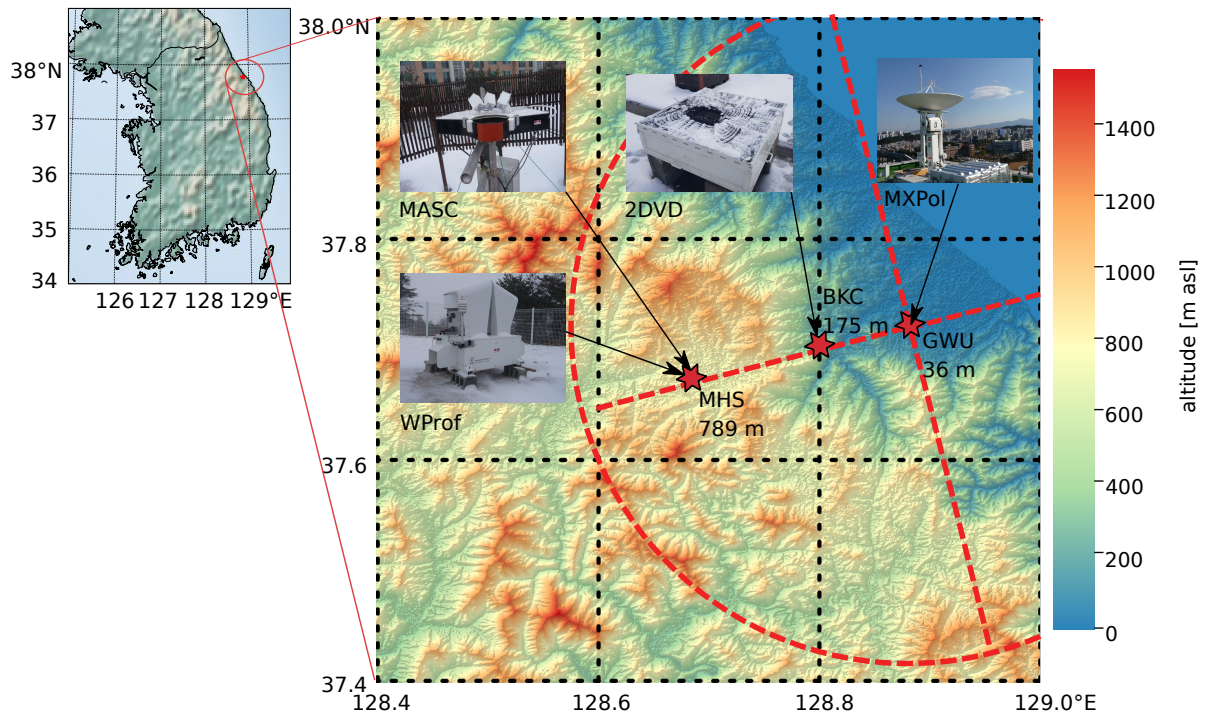 38°N
37
36
35
34
126 127 128 129°E
38.0°N
37.8
37.6
37.4
128.4 128.6 128.8 129.0°E
MASC
2DVD
MXPol
WProf
BKC
175 m
GWU
36 m
MHS
789 m
1400
1200
1000
800
600
400
200
0
altitude [m asl]